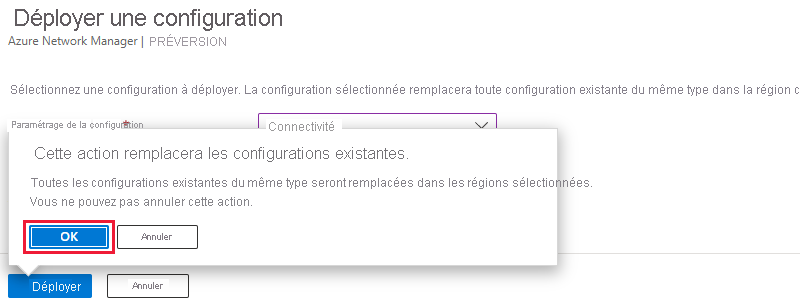 Déployer une configuration
Azure Network Manager | PRÉVERSION
Sélectionnez une configuration à déployer. La configuration sélectionnée remplacera toute configuration existante du même type dans la région
Paramétrage de la configuration *
Connectivité
Cette action remplacera les configurations existantes.
Toutes les configurations existantes du même type seront remplacées dans les régions sélectionnées.
Vous ne pouvez pas annuler cette action.
OK Annuler
Déployer Annuler